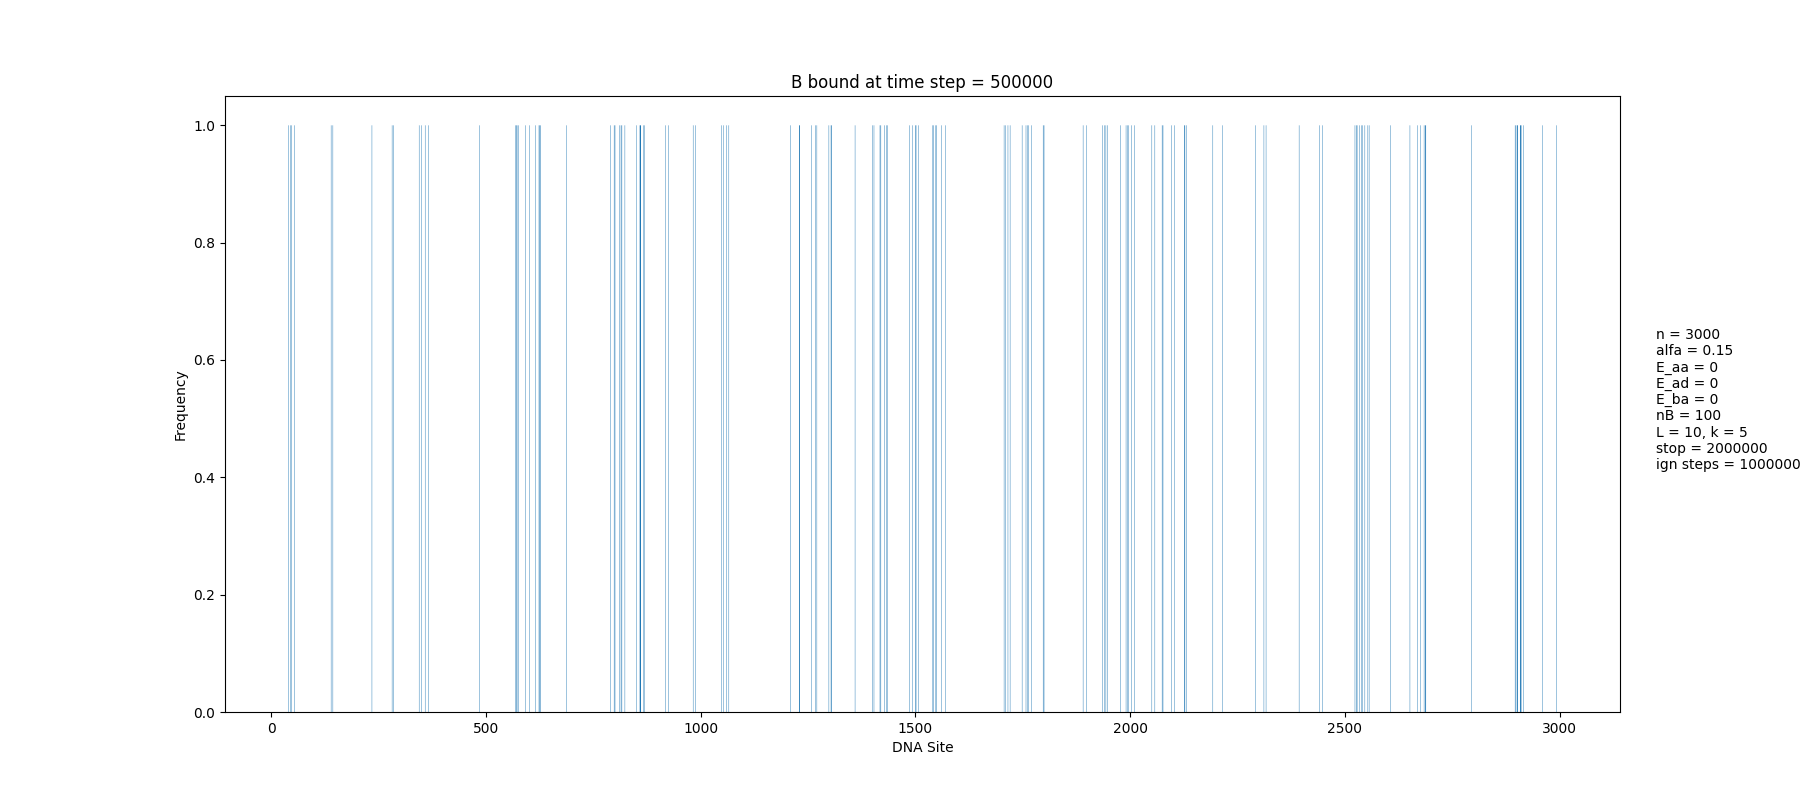 B bound at time step = 500000
1.0
0.8
0.6
0.4
0.2
0.0
Frequency
0 500 1000 1500 2000 2500 3000
DNA Site
n = 3000
alfa = 0.15
E_aa = 0
E_ad = 0
E_ba = 0
nB = 100
L = 10, k = 5
stop = 2000000
ign steps = 1000000